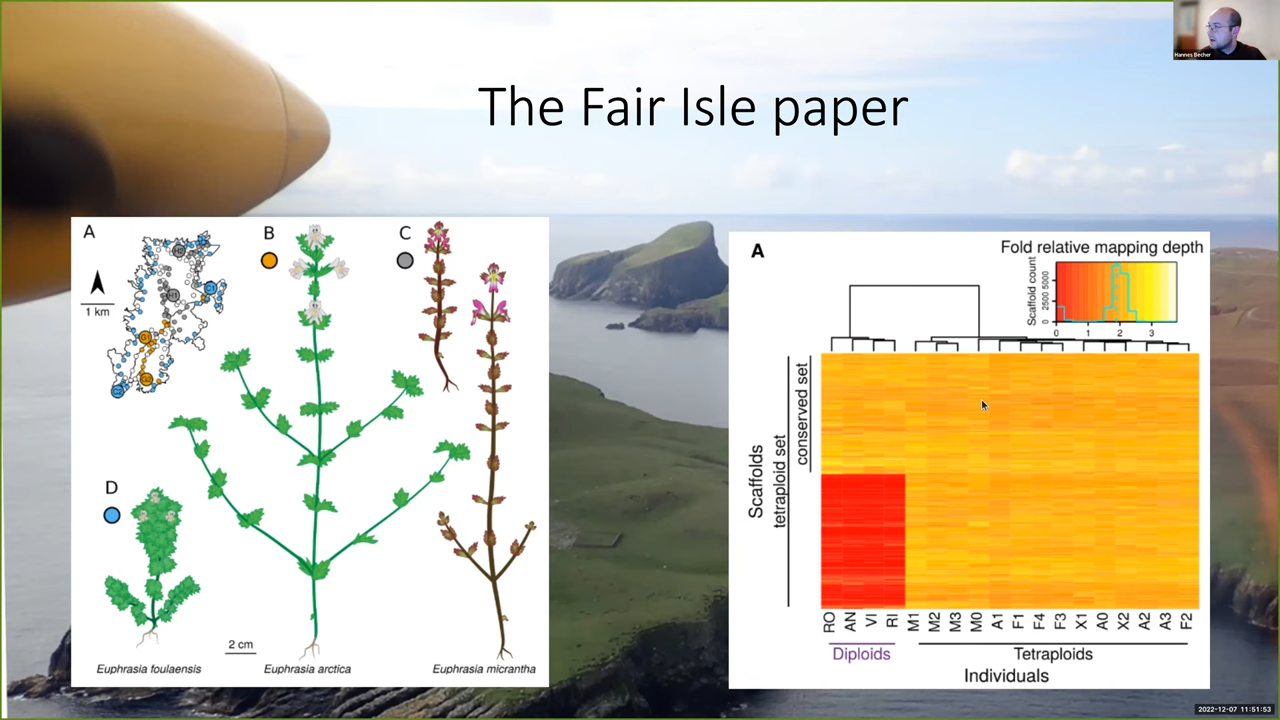 Hannes Becher
The Fair Isle paper
A
B
C
1 km
D
2 cm
Euphrasia foulaensis
Euphrasia arctica
Euphrasia micrantha
A
Fold relative mapping depth
Scaffold count
0 2500 5000
0 1 2 3
Scaffolds
tetraploid set
conserved set
RO AN VI RI M1 M2 M3 M0 A1 F1 F4 F3 X1 A0 X2 A2 A3 F2
Diploids
Tetraploids
Individuals
2022-12-07 11:51:53